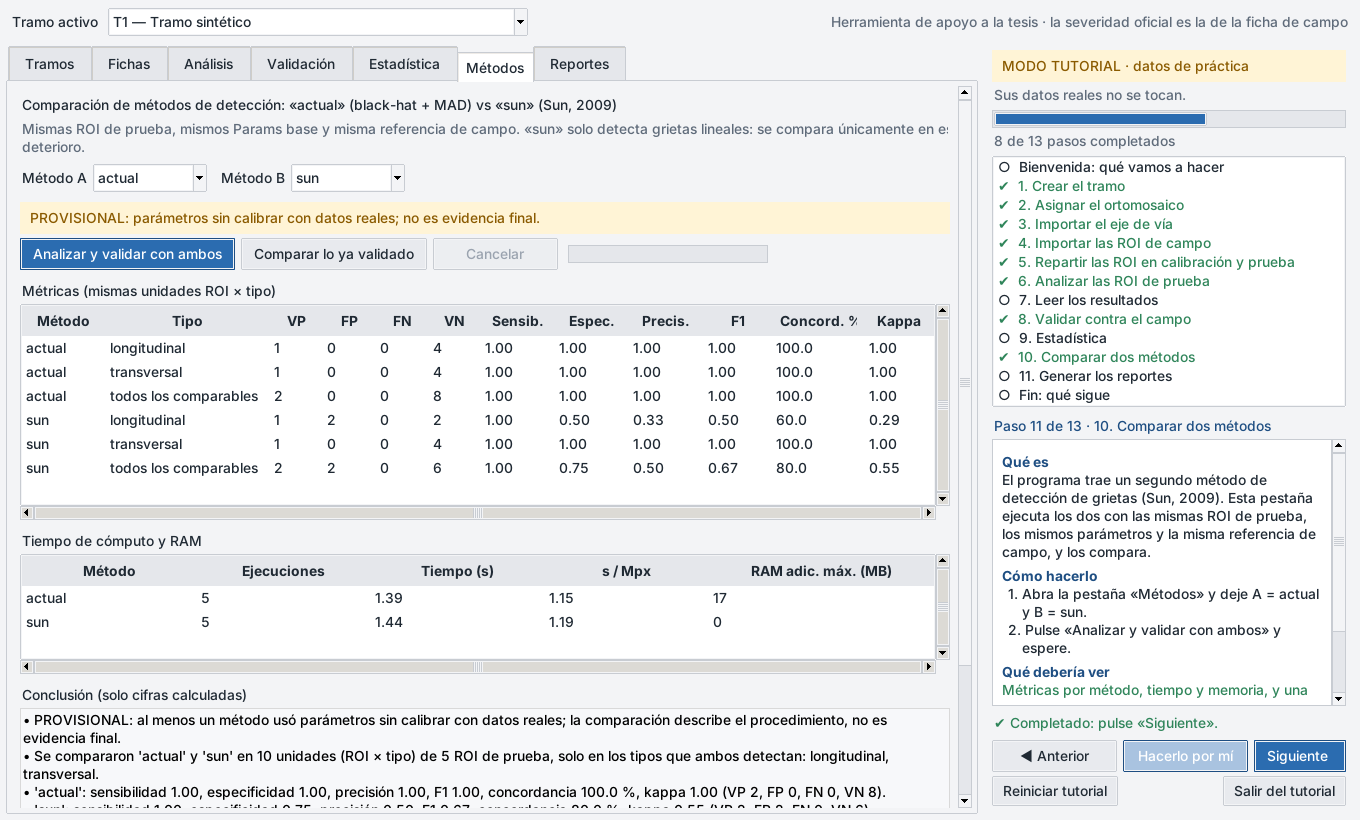 Tramo activo T1 — Tramo sintético
Herramienta de apoyo a la tesis · la severidad oficial es la de la ficha de campo
Tramos Fichas Análisis Validación Estadística Métodos Reportes
Comparación de métodos de detección: «actual» (black-hat + MAD) vs «sun» (Sun, 2009)
Mismas ROI de prueba, mismos Params base y misma referencia de campo. «sun» solo detecta grietas lineales: se compara únicamente en
deterioro.
Método A actual Método B sun
PROVISIONAL: parámetros sin calibrar con datos reales; no es evidencia final.
Analizar y validar con ambos Comparar lo ya validado Cancelar
Métricas (mismas unidades ROI × tipo)
Método Tipo VP FP FN VN Sensib. Espec. Precis. F1 Concord. % Kappa
actual longitudinal 1 0 0 4 1.00 1.00 1.00 1.00 100.0 1.00
actual transversal 1 0 0 4 1.00 1.00 1.00 1.00 100.0 1.00
actual todos los comparables 2 0 0 8 1.00 1.00 1.00 1.00 100.0 1.00
sun longitudinal 1 2 0 2 1.00 0.50 0.33 0.50 60.0 0.29
sun transversal 1 0 0 4 1.00 1.00 1.00 1.00 100.0 1.00
sun todos los comparables 2 2 0 6 1.00 0.75 0.50 0.67 80.0 0.55
Tiempo de cómputo y RAM
Método Ejecuciones Tiempo (s) s / Mpx RAM adic. máx. (MB)
actual 5 1.39 1.15 17
sun 5 1.44 1.19 0
Conclusión (solo cifras calculadas)
• PROVISIONAL: al menos un método usó parámetros sin calibrar con datos reales; la comparación describe el procedimiento, no es
evidencia final.
• Se compararon 'actual' y 'sun' en 10 unidades (ROI × tipo) de 5 ROI de prueba, solo en los tipos que ambos detectan: longitudinal,
transversal.
• 'actual': sensibilidad 1.00, especificidad 1.00, precisión 1.00, F1 1.00, concordancia 100.0 %, kappa 1.00 (VP 2, FP 0, FN 0, VN 8).
MODO TUTORIAL · datos de práctica
Sus datos reales no se tocan.
8 de 13 pasos completados
○ Bienvenida: qué vamos a hacer
✔ 1. Crear el tramo
✔ 2. Asignar el ortomosaico
✔ 3. Importar el eje de vía
✔ 4. Importar las ROI de campo
✔ 5. Repartir las ROI en calibración y prueba
✔ 6. Analizar las ROI de prueba
○ 7. Leer los resultados
✔ 8. Validar contra el campo
○ 9. Estadística
✔ 10. Comparar dos métodos
○ 11. Generar los reportes
○ Fin: qué sigue
Paso 11 de 13 · 10. Comparar dos métodos
Qué es
El programa trae un segundo método de
detección de grietas (Sun, 2009). Esta pestaña
ejecuta los dos con las mismas ROI de prueba,
los mismos parámetros y la misma referencia de
campo, y los compara.
Cómo hacerlo
1. Abra la pestaña «Métodos» y deje A = actual
y B = sun.
2. Pulse «Analizar y validar con ambos» y
espere.
Qué debería ver
Métricas por método, tiempo y memoria, y una
✔ Completado: pulse «Siguiente».
◀ Anterior Hacerlo por mí Siguiente
Reiniciar tutorial Salir del tutorial